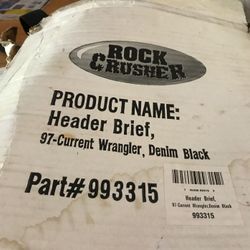 ROCK
CRUSHER
PRODUCT NAME:
Header Brief,
97-Current Wrangler, Denim Black
Part# 993315
Header Brief,
97-Current Wrangler,Denim Black
993315